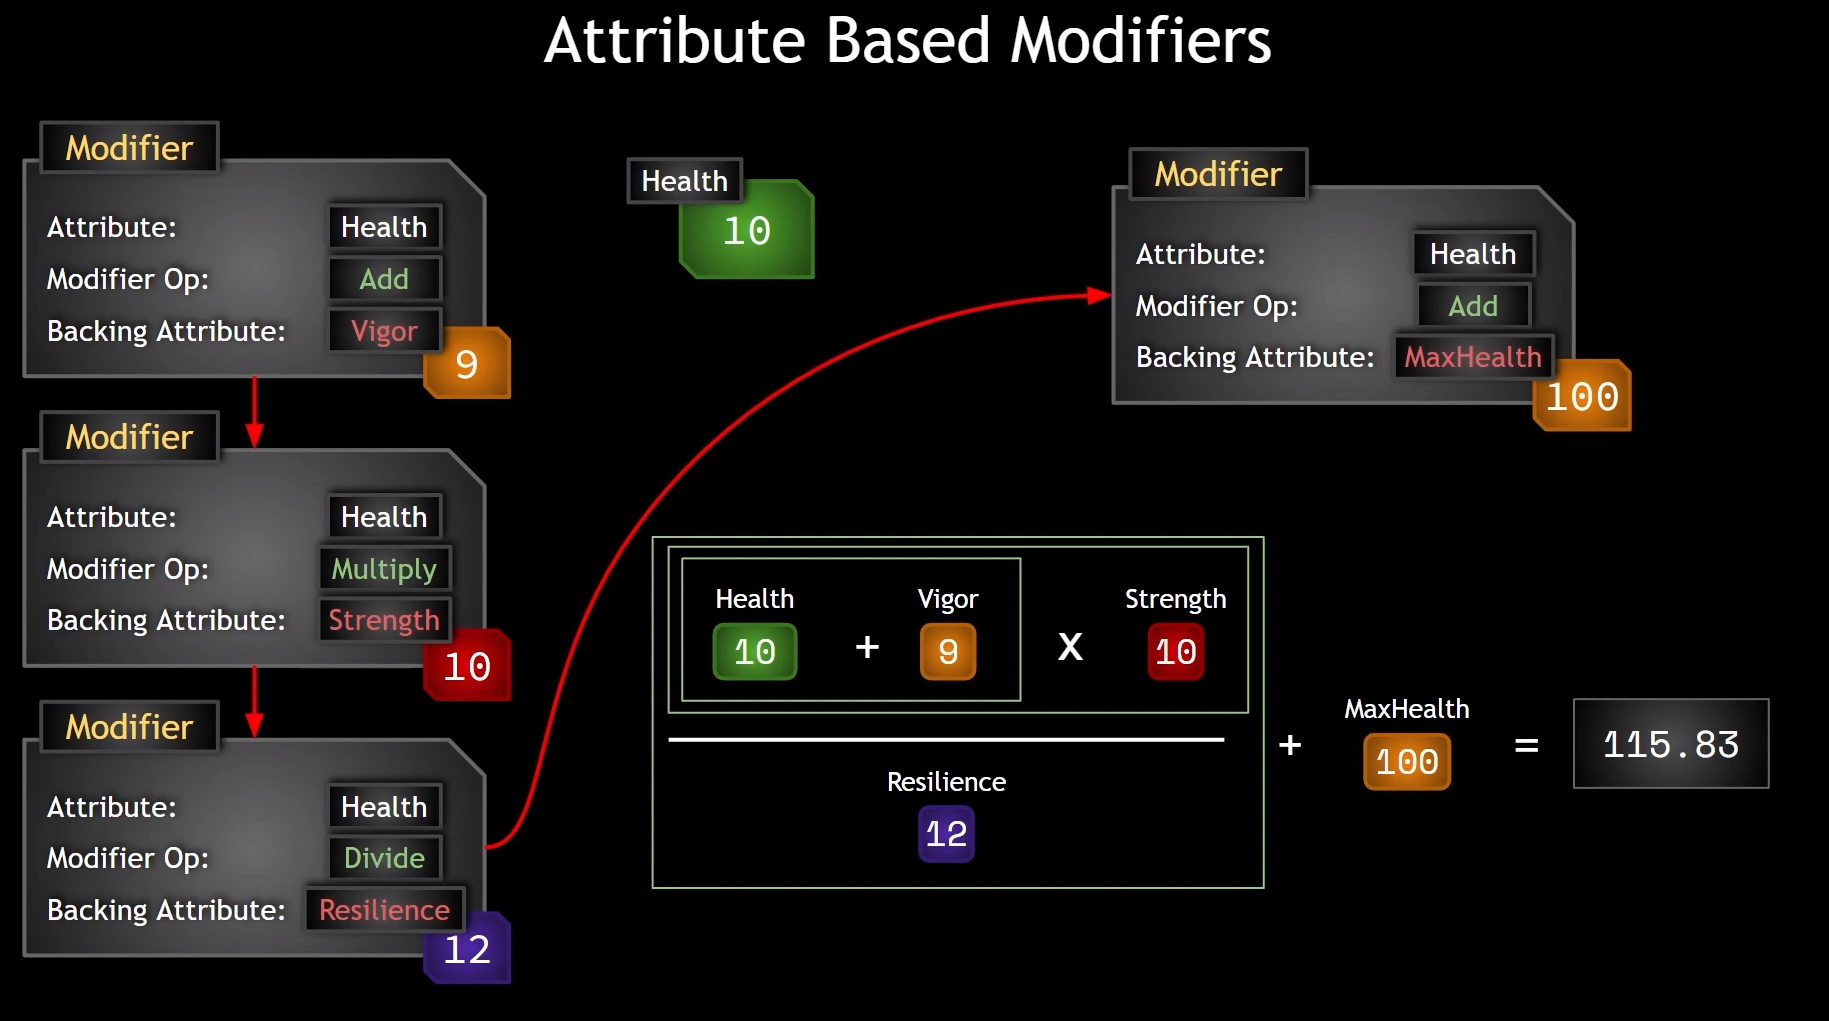 Attribute Based Modifiers
Modifier
Attribute: Health
Modifier Op: Add
Backing Attribute: Vigor
9
Modifier
Attribute: Health
Modifier Op: Multiply
Backing Attribute: Strength
10
Modifier
Attribute: Health
Modifier Op: Divide
Backing Attribute: Resilience
12
Health
10
Modifier
Attribute: Health
Modifier Op: Add
Backing Attribute: MaxHealth
100
Health Vigor Strength
10 + 9 X 10
Resilience
12
MaxHealth
+ 100 = 115.83